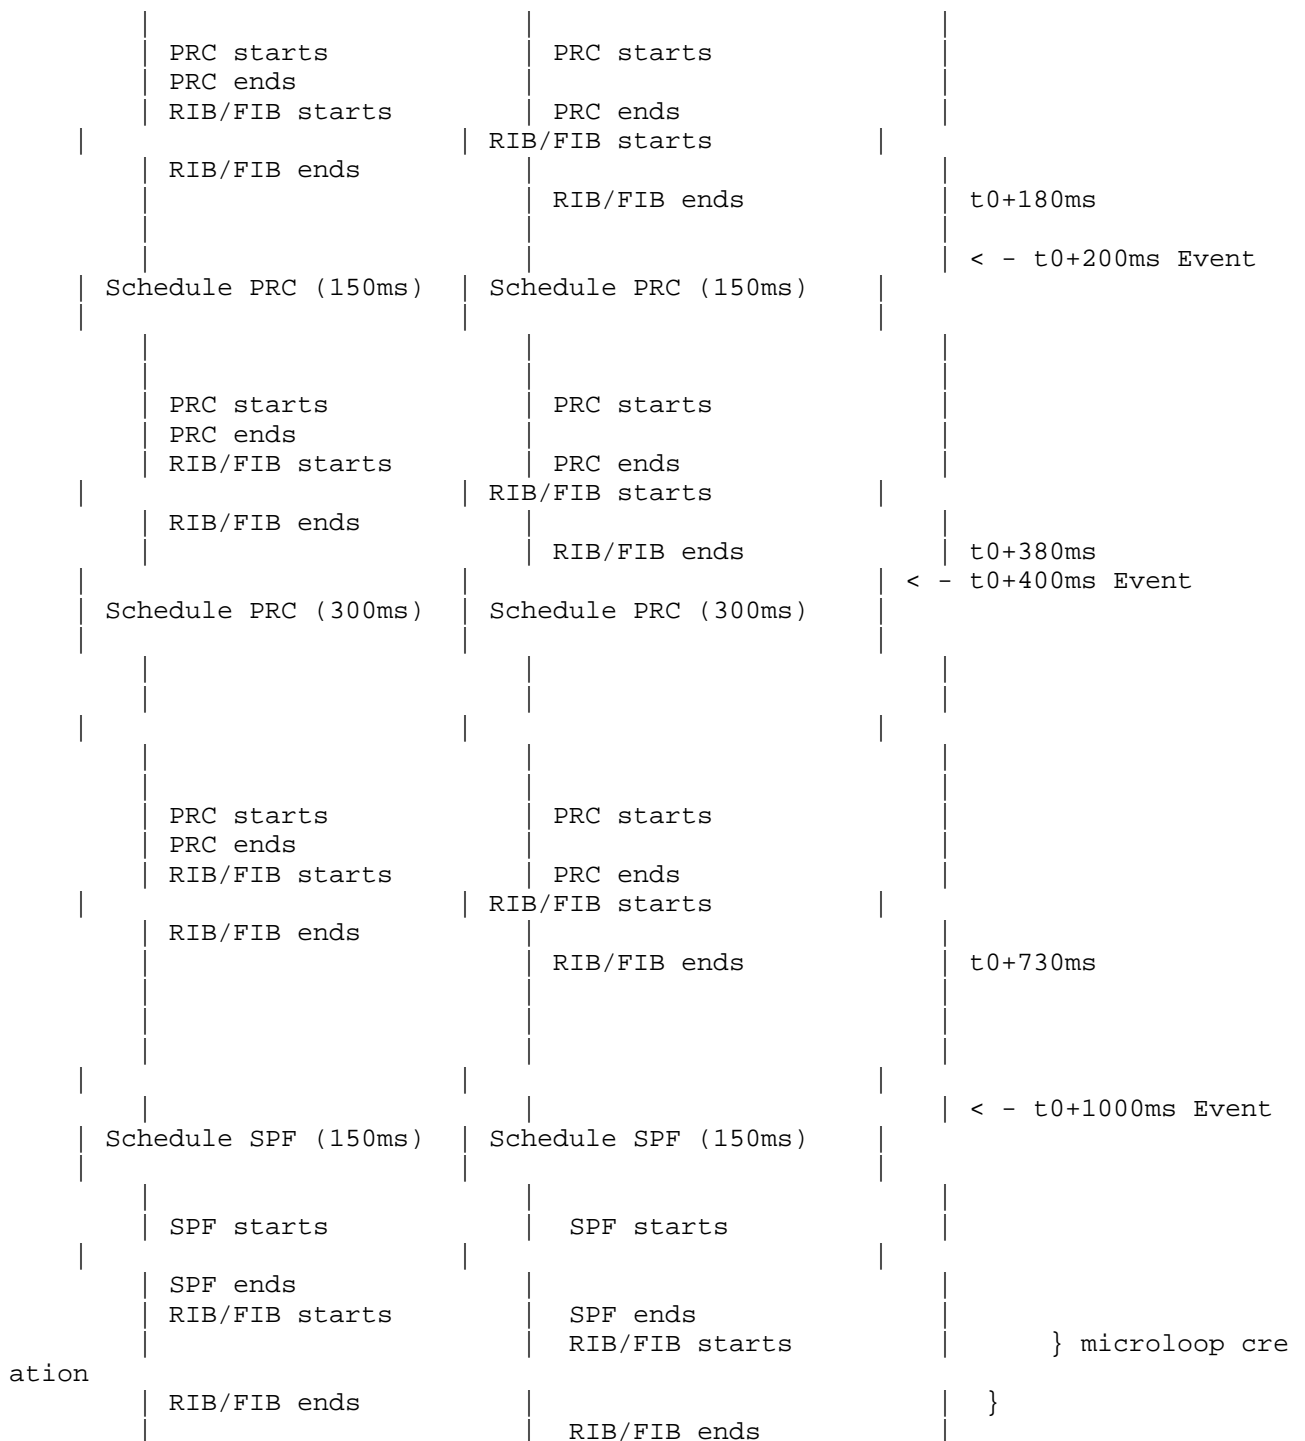 | | |
| PRC starts | PRC starts |
| PRC ends | |
| RIB/FIB starts | PRC ends |
| | RIB/FIB starts |
| RIB/FIB ends | |
| | RIB/FIB ends | t0+180ms
| | |
| | | < - t0+200ms Event
| Schedule PRC (150ms) | Schedule PRC (150ms) |
| | |
| | |
| | |
| PRC starts | PRC starts |
| PRC ends | |
| RIB/FIB starts | PRC ends |
| | RIB/FIB starts |
| RIB/FIB ends | |
| | RIB/FIB ends | t0+380ms
| | | < - t0+400ms Event
| Schedule PRC (300ms) | Schedule PRC (300ms) |
| | |
| | |
| | |
| | |
| | |
| | |
| PRC starts | PRC starts |
| PRC ends | |
| RIB/FIB starts | PRC ends |
| | RIB/FIB starts |
| RIB/FIB ends | |
| | RIB/FIB ends | t0+730ms
| | |
| | |
| | |
| | |
| | | < - t0+1000ms Event
| Schedule SPF (150ms) | Schedule SPF (150ms) |
| | |
| | |
| SPF starts | SPF starts |
| | |
| SPF ends | |
| RIB/FIB starts | SPF ends |
| | RIB/FIB starts | } microloop cre
ation
| RIB/FIB ends | | }
| | RIB/FIB ends |